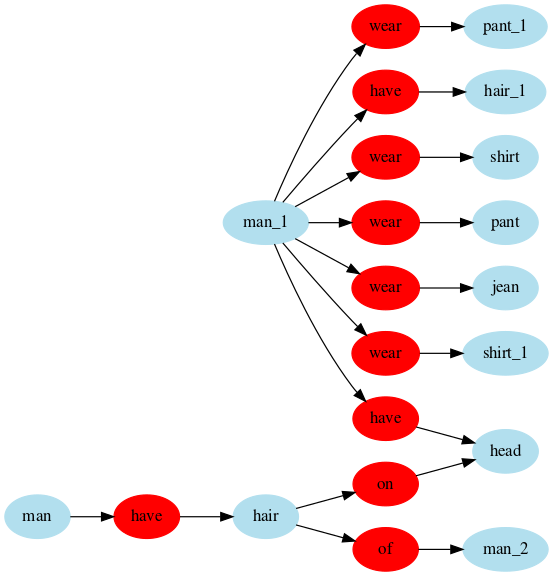 wear pant_1
have hair_1
wear shirt
man_1 wear pant
wear jean
wear shirt_1
have
head
on
man have hair
of man_2